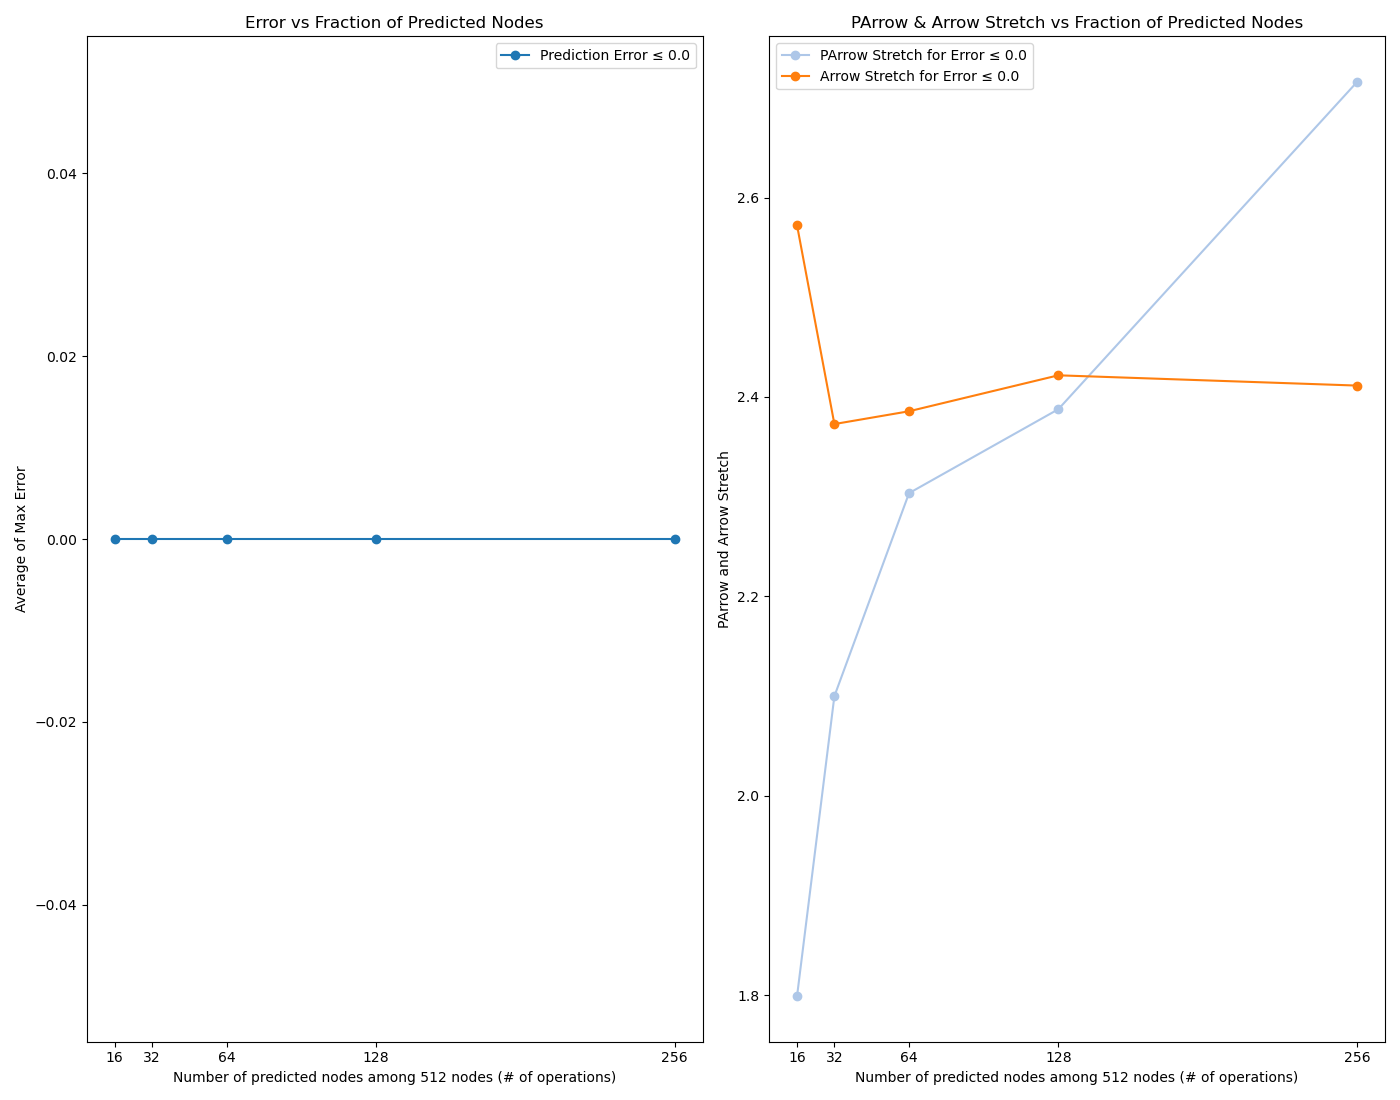 Error vs Fraction of Predicted Nodes
Prediction Error ≤ 0.0
0.04
0.02
0.00
−0.02
−0.04
Average of Max Error
16 32 64 128 256
Number of predicted nodes among 512 nodes (# of operations)
PArrow & Arrow Stretch vs Fraction of Predicted Nodes
PArrow Stretch for Error ≤ 0.0
Arrow Stretch for Error ≤ 0.0
2.6
2.4
2.2
2.0
1.8
PArrow and Arrow Stretch
16 32 64 128 256
Number of predicted nodes among 512 nodes (# of operations)